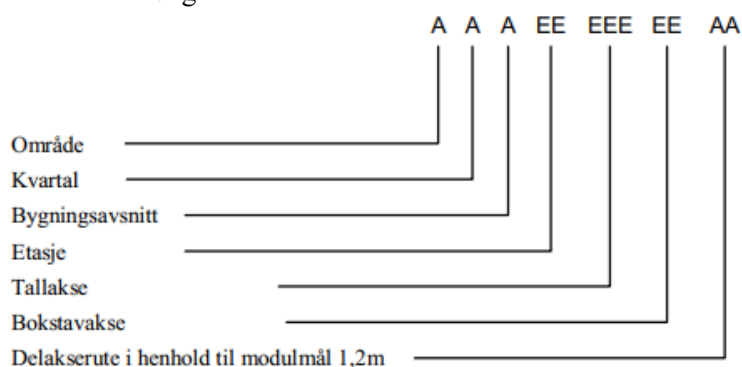 A A A EE EEE EE AA
Område
Kvartal
Bygningsavsnitt
Etasje
Tallakse
Bokstavakse
Delakserute i henhold til modulmål 1,2m